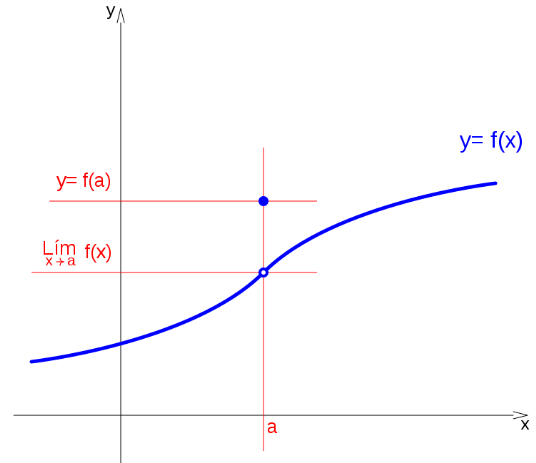 y
y= f(x)
y= f(a)
Lím f(x)
x→a
a
x